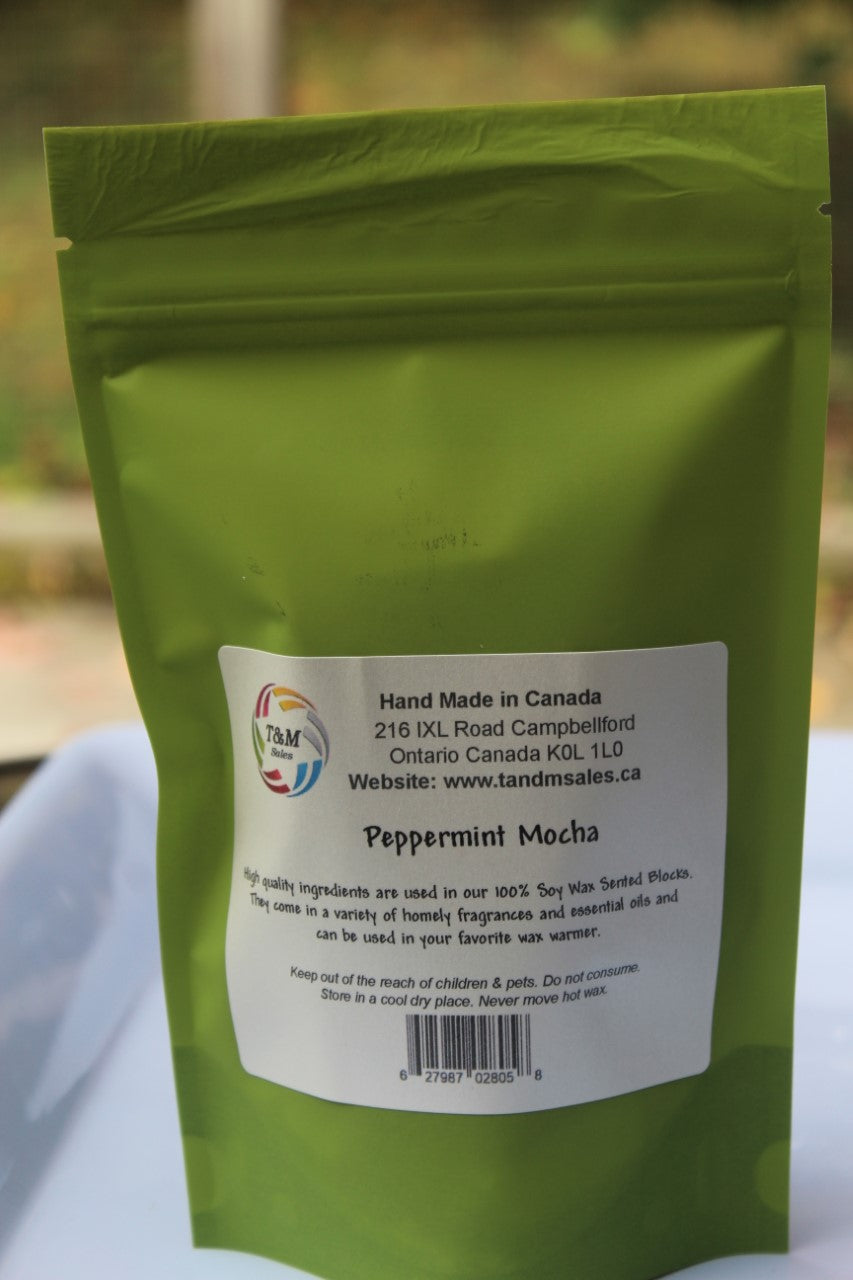 T&M
Sales
Hand Made in Canada
216 IXL Road Campbellford
Ontario Canada K0L 1L0
Website: www.tandmsales.ca
Peppermint Mocha
High quality ingredients are used in our 100% Soy Wax Sented Blocks.
They come in a variety of homely fragrances and essential oils and
can be used in your favorite wax warmer.
Keep out of the reach of children & pets. Do not consume.
Store in a cool dry place. Never move hot wax.
6 27987 02805 8